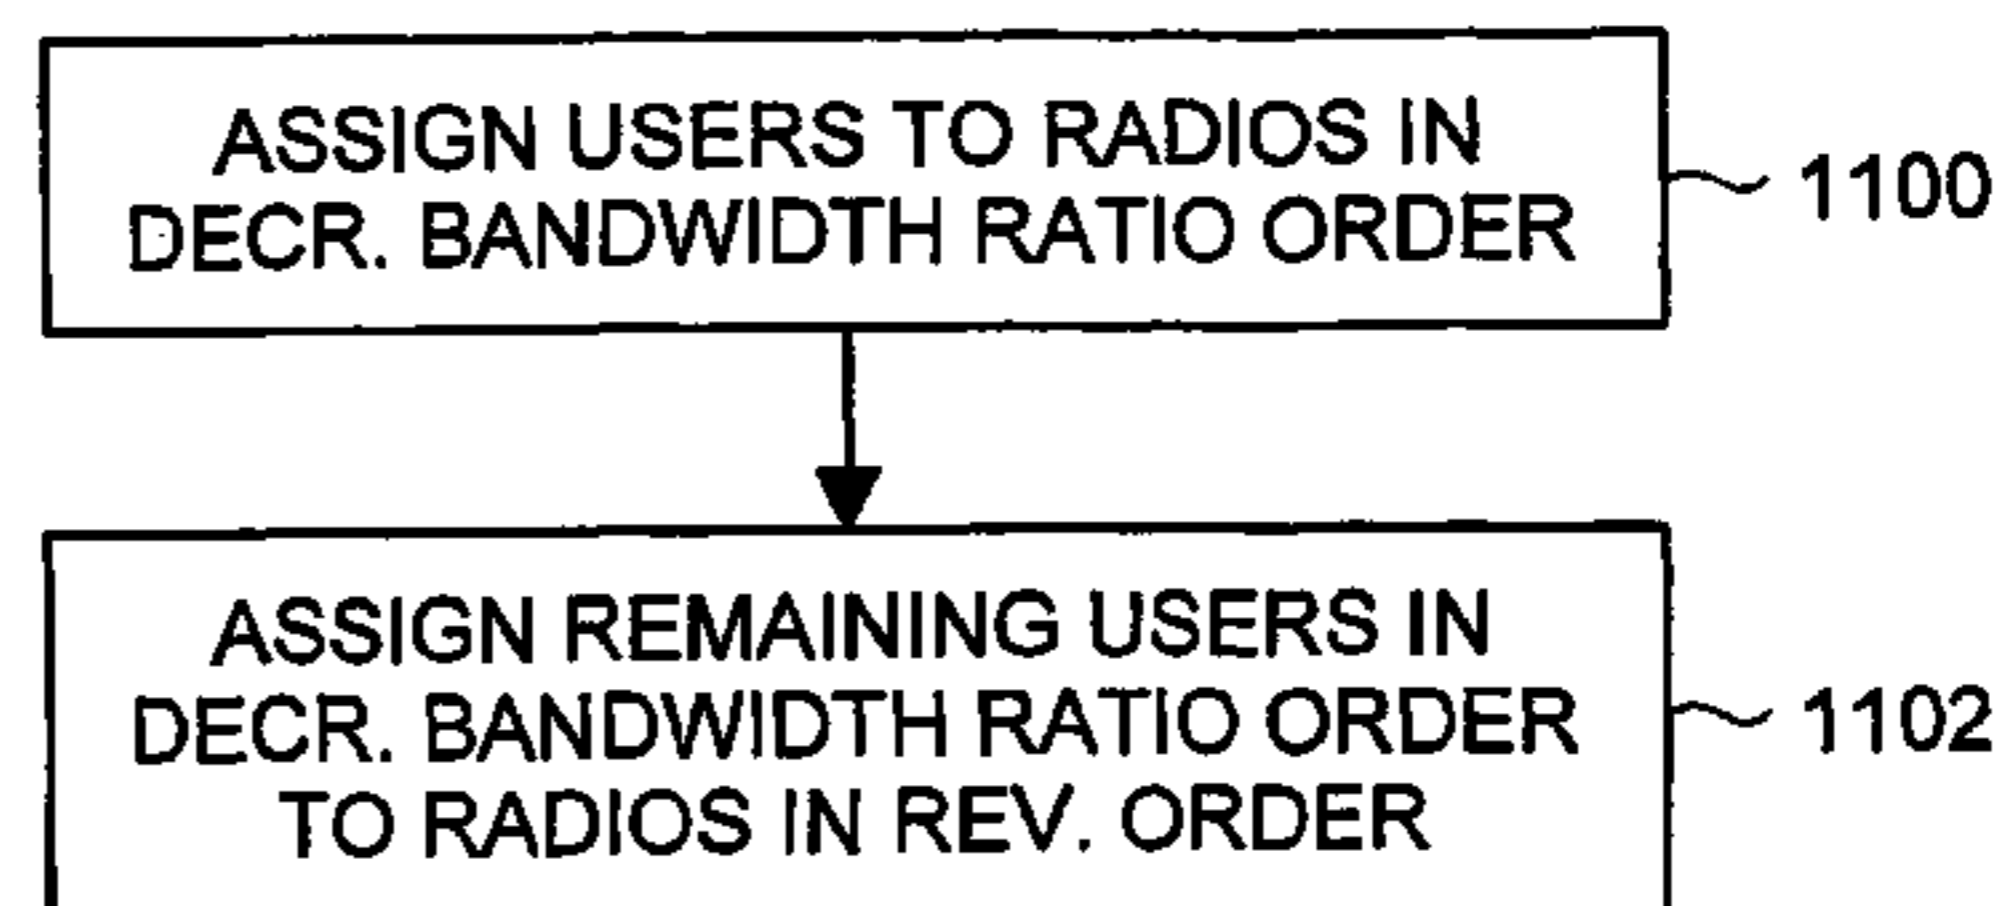 ASSIGN USERS TO RADIOS IN
DECR. BANDWIDTH RATIO ORDER
1100
ASSIGN REMAINING USERS IN
DECR. BANDWIDTH RATIO ORDER
TO RADIOS IN REV. ORDER
1102